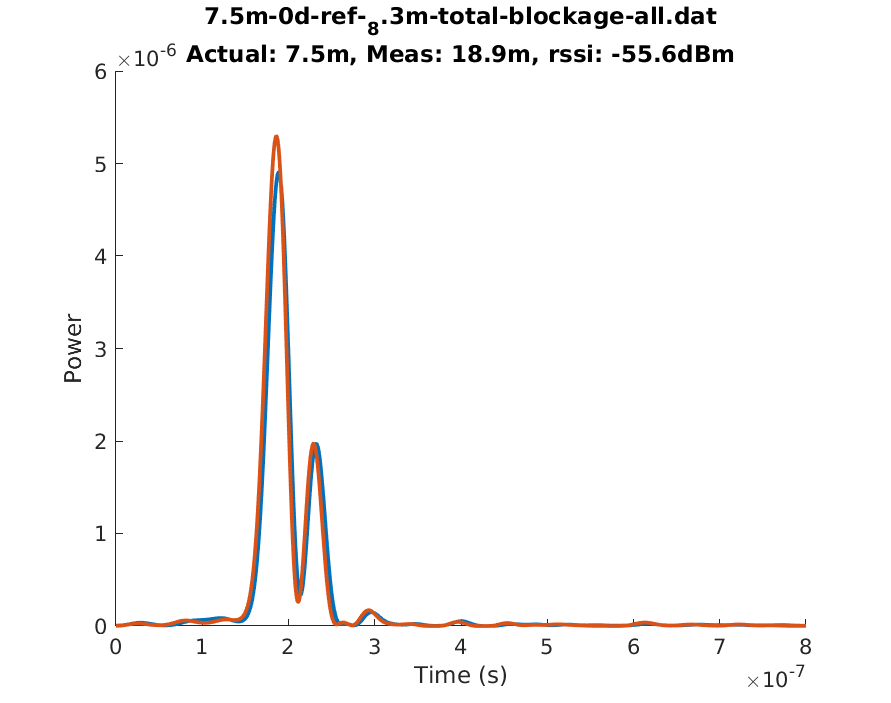 7.5m-0d-ref-8.3m-total-blockage-all.dat
×10-6 Actual: 7.5m, Meas: 18.9m, rssi: -55.6dBm
6
5
4
3
2
1
0
Power
0 1 2 3 4 5 6 7 8
Time (s)
×10-7